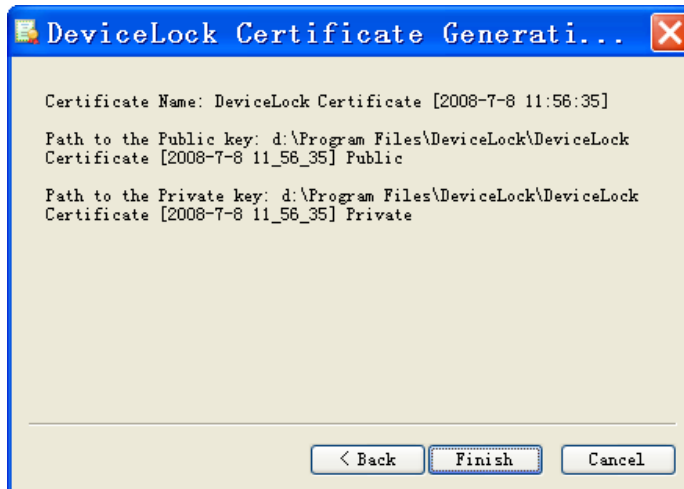 DeviceLock Certificate Generati...
Certificate Name: DeviceLock Certificate [2008-7-8 11:56:35]
Path to the Public key: d:\Program Files\DeviceLock\DeviceLock
Certificate [2008-7-8 11_56_35] Public
Path to the Private key: d:\Program Files\DeviceLock\DeviceLock
Certificate [2008-7-8 11_56_35] Private
< Back Finish Cancel